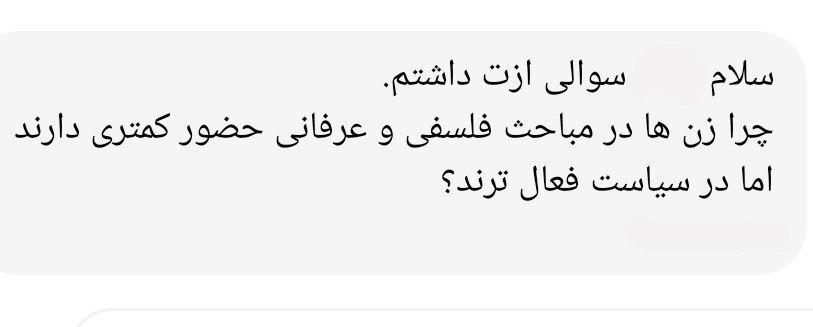 سلام سوالی ازت داشتم.
چرا زن ها در مباحث فلسفی و عرفانی حضور کمتری دارند
اما در سیاست فعال ترند؟